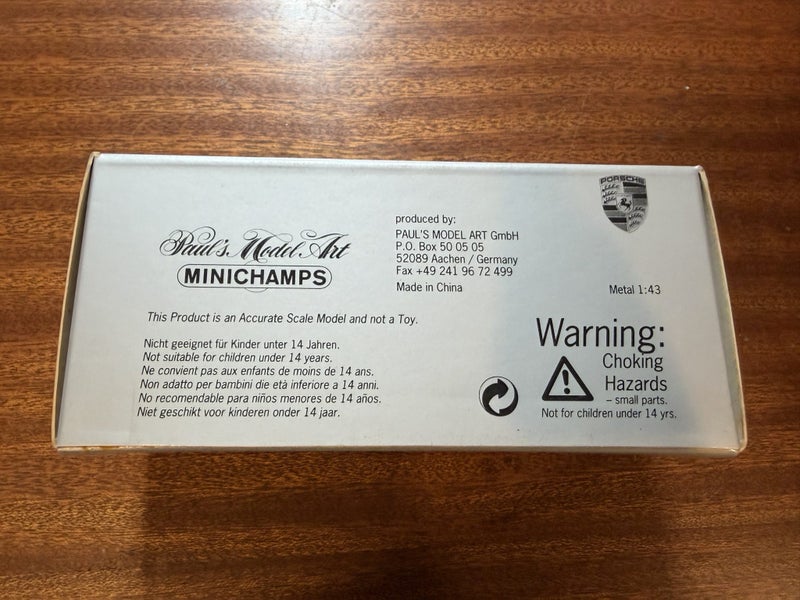 PORSCHE
Paul's Model Art
MINICHAMPS
produced by:
PAUL'S MODEL ART GmbH
P.O. Box 50 05 05
52089 Aachen / Germany
Fax +49 241 96 72 499
Made in China
Metal 1:43
This Product is an Accurate Scale Model and not a Toy.
Nicht geeignet für Kinder unter 14 Jahren.
Not suitable for children under 14 years.
Ne convient pas aux enfants de moins de 14 ans.
Non adatto per bambini die età inferiore a 14 anni.
No recomendable para niños menores de 14 años.
Niet geschikt voor kinderen onder 14 jaar.
Warning:
Choking
Hazards
– small parts.
Not for children under 14 yrs.